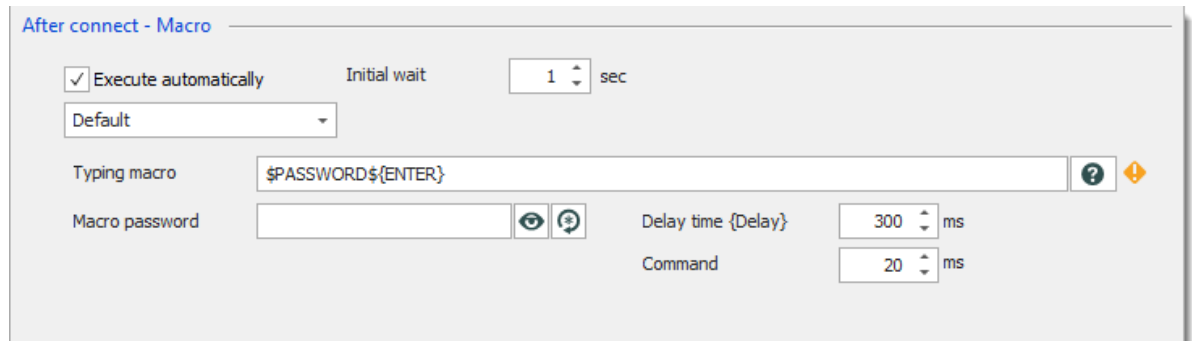 After connect - Macro
Execute automatically Initial wait 1 sec
Default
Typing macro $PASSWORD${ENTER}
Macro password Delay time {Delay} 300 ms
Command 20 ms